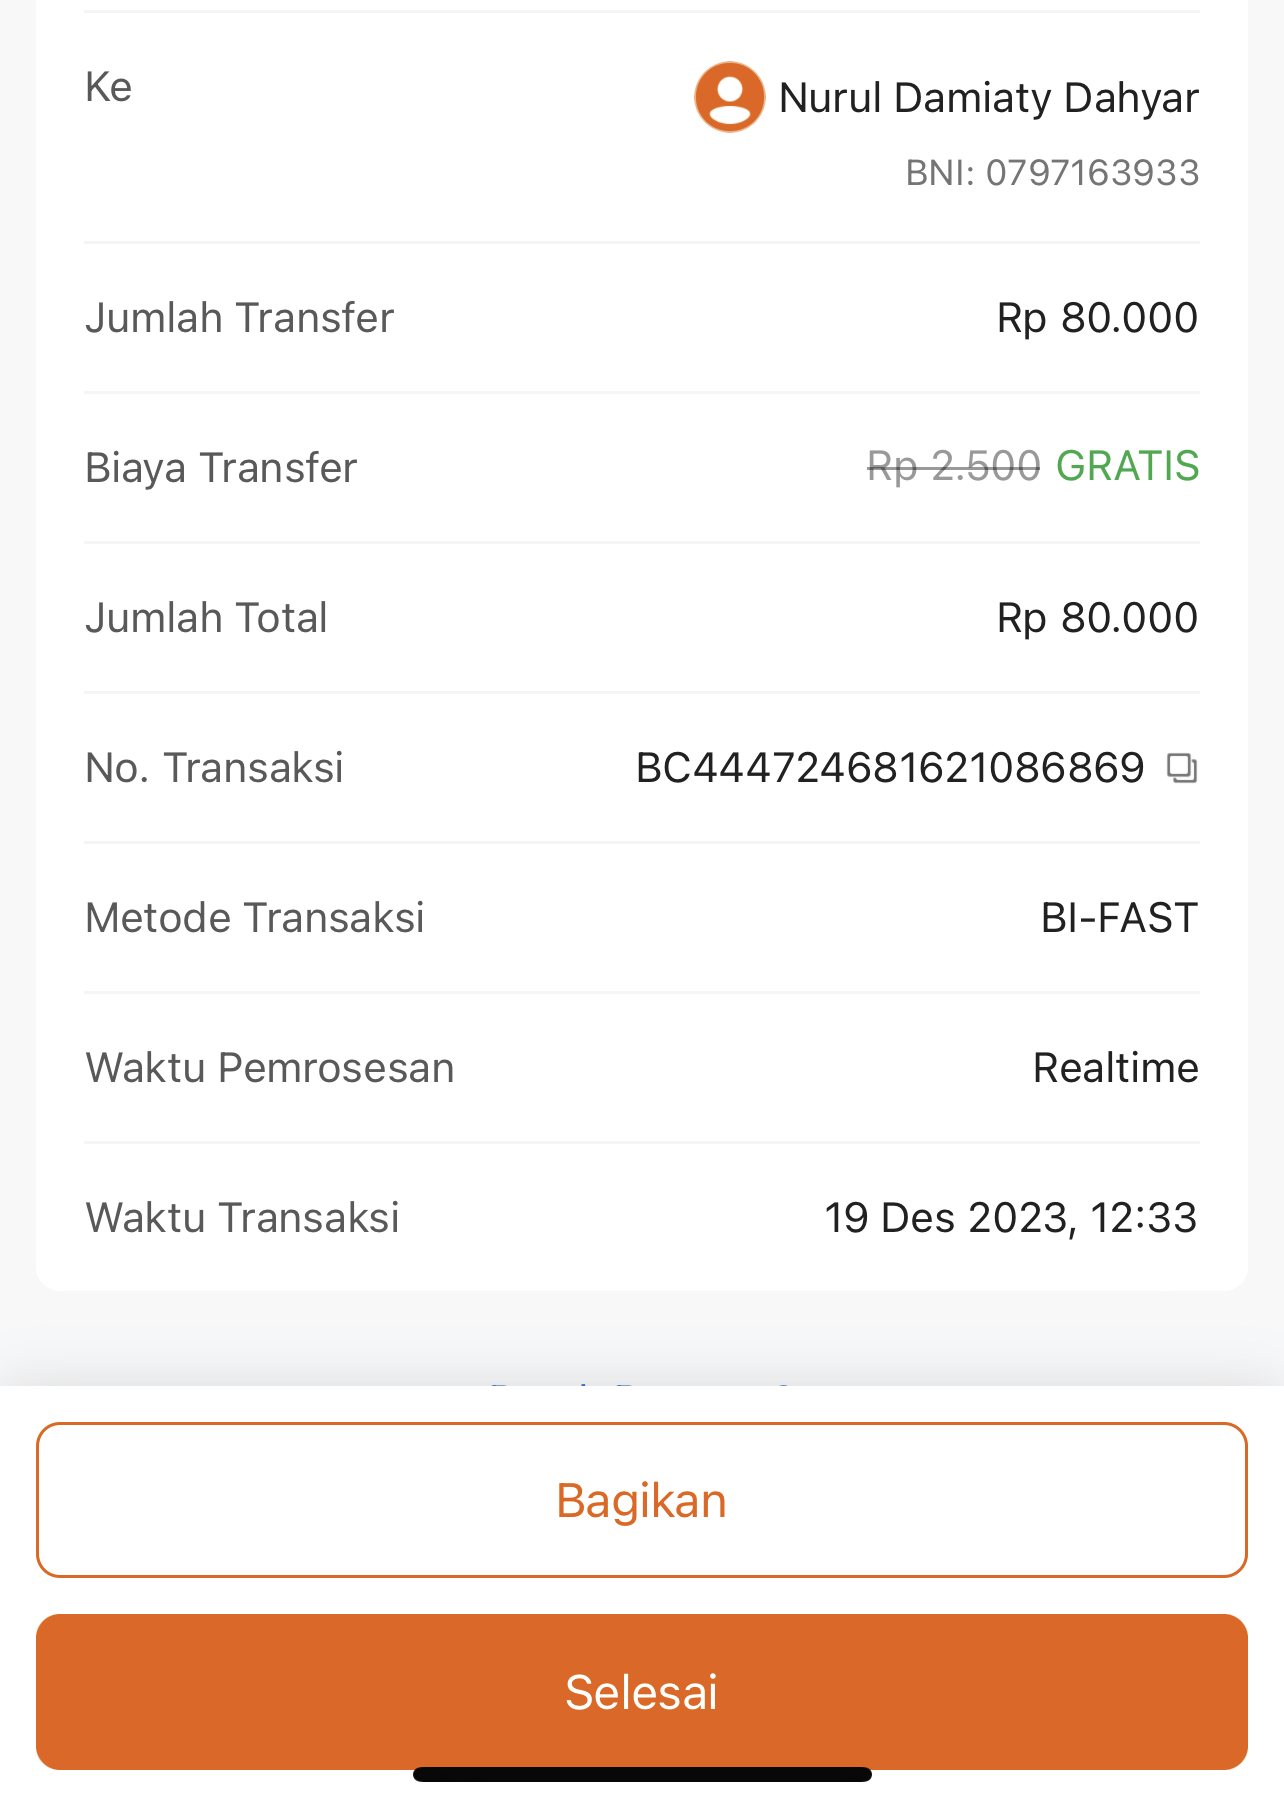 Ke
Nurul Damiaty Dahyar
BNI: 0797163933
Jumlah Transfer Rp 80.000
Biaya Transfer Rp 2.500 GRATIS
Jumlah Total Rp 80.000
No. Transaksi BC444724681621086869
Metode Transaksi BI-FAST
Waktu Pemrosesan Realtime
Waktu Transaksi 19 Des 2023, 12:33
Bagikan
Selesai